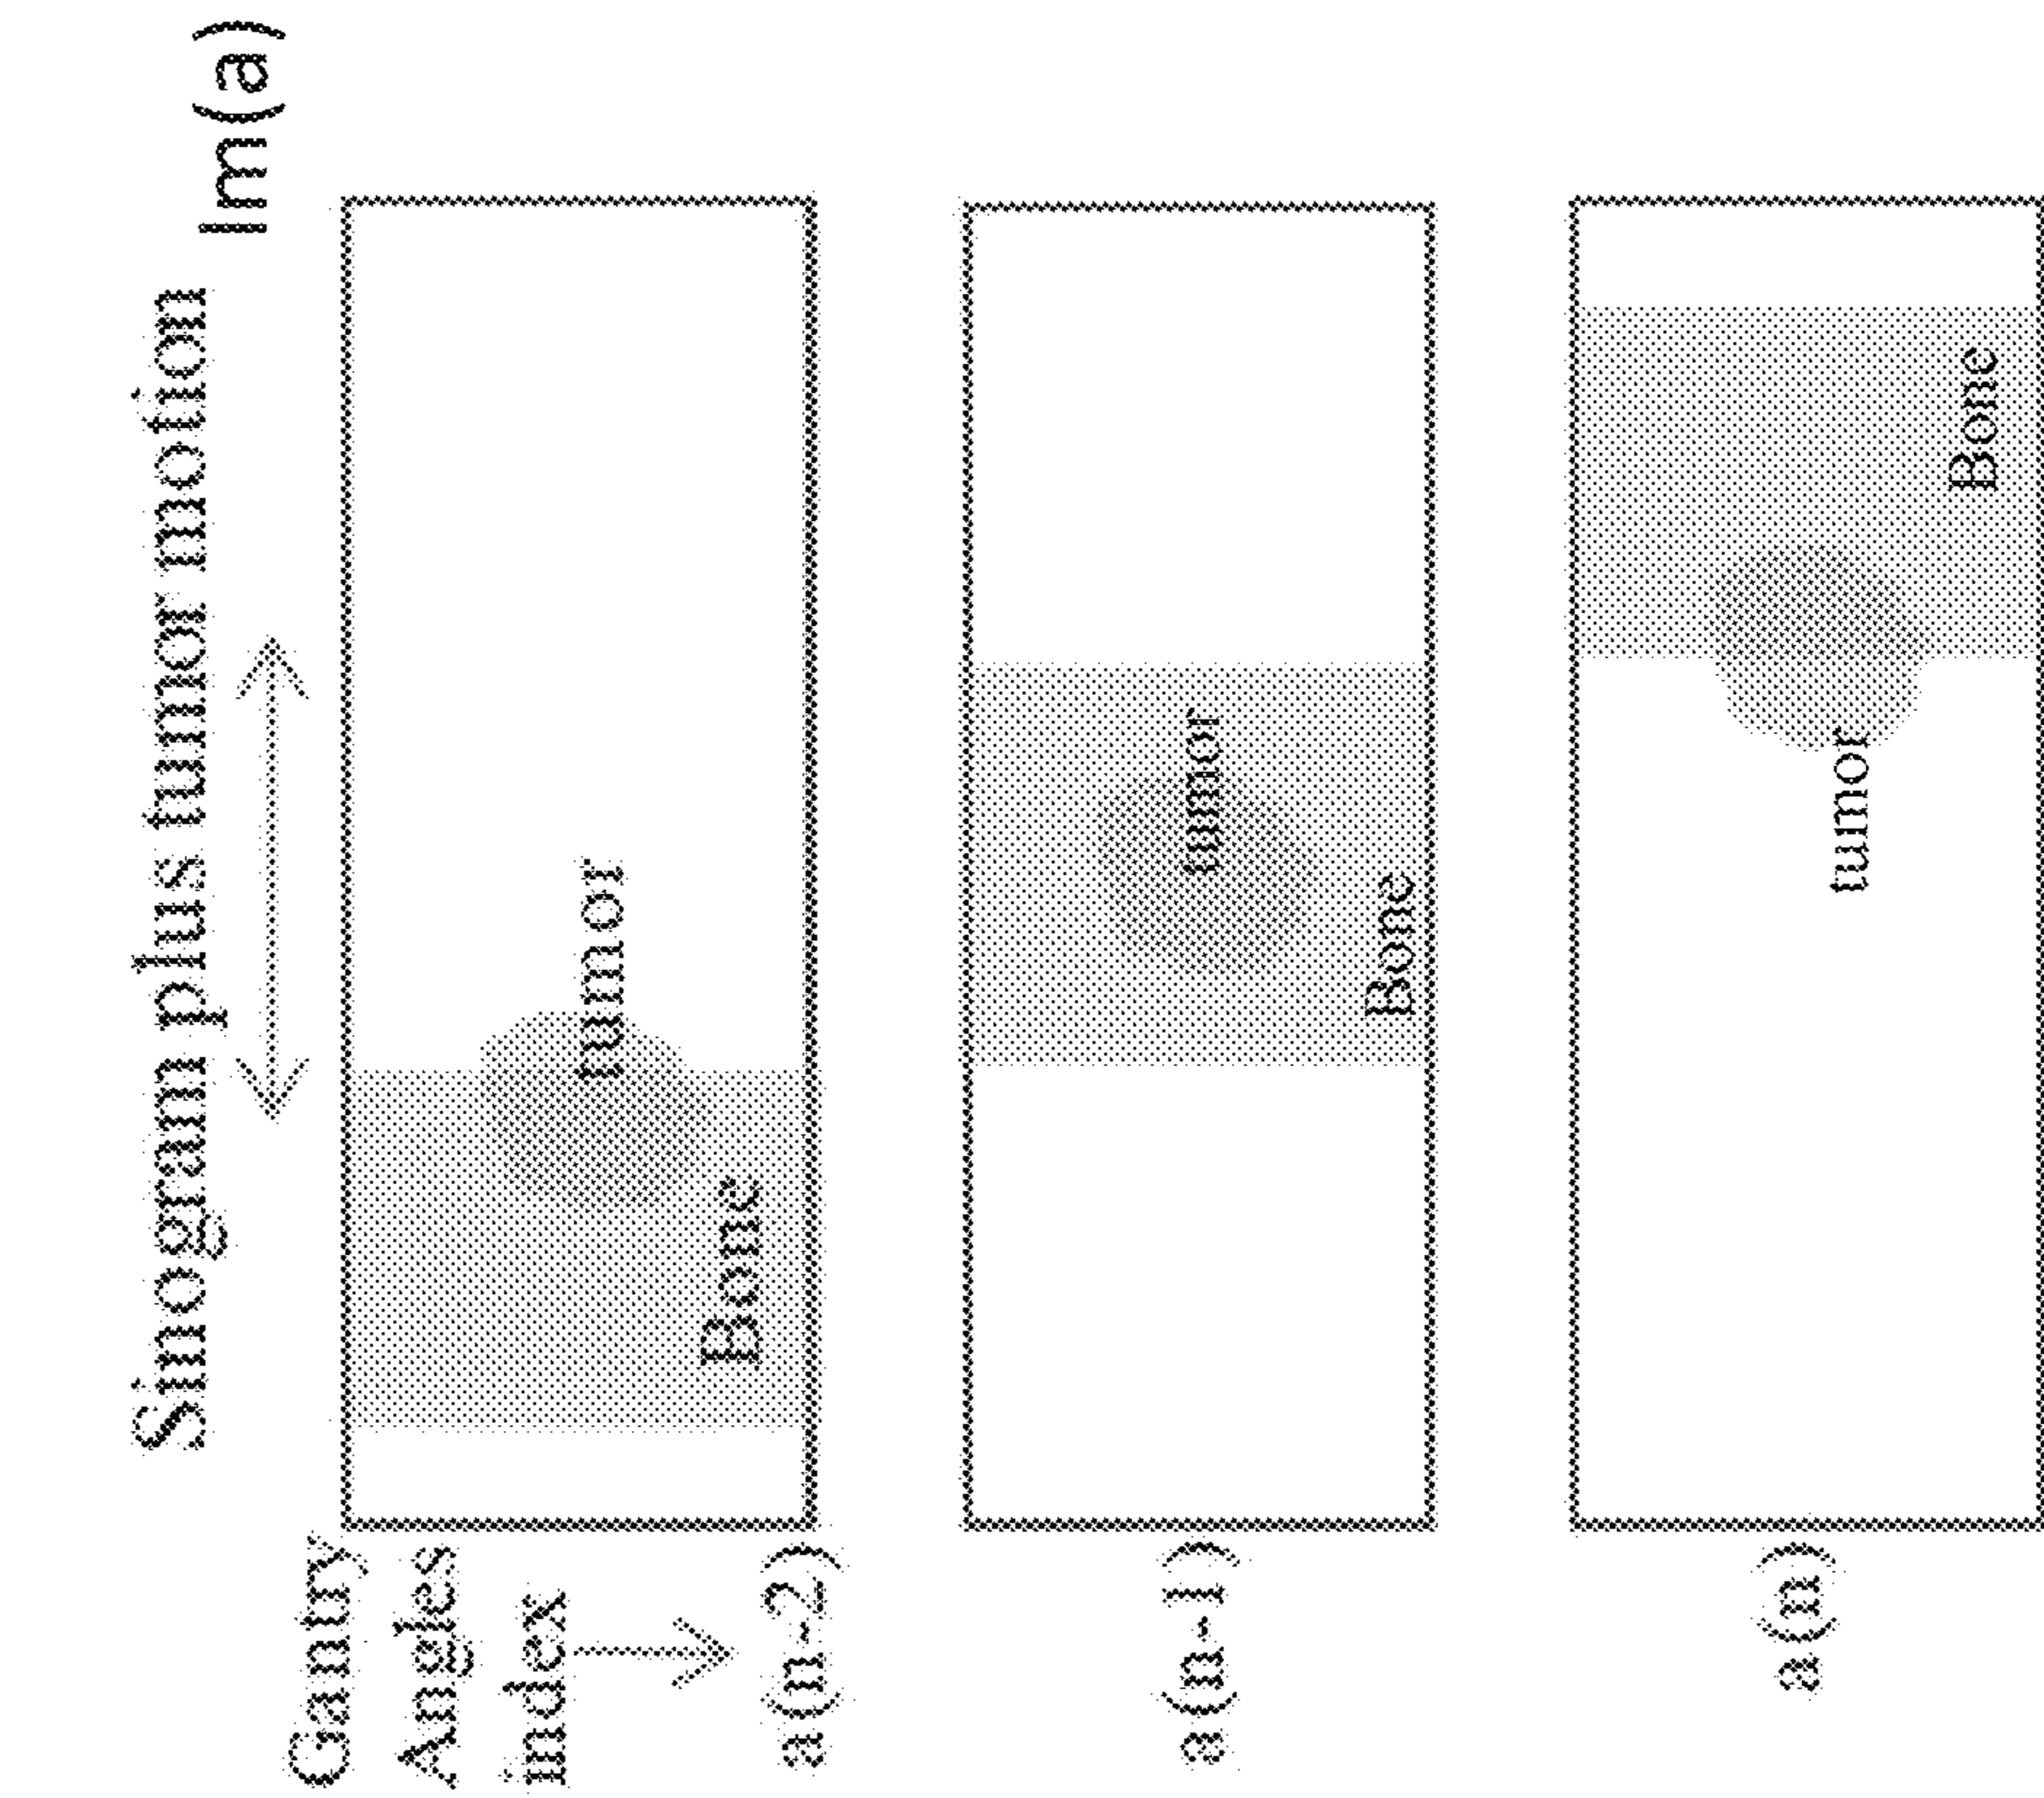 Sinogram plus tumor motion
Im(a)
Gantry
Angles
index
a(n-2)
tumor
Bone
a(n-1)
tumor
Bone
a(n)
tumor
Bone